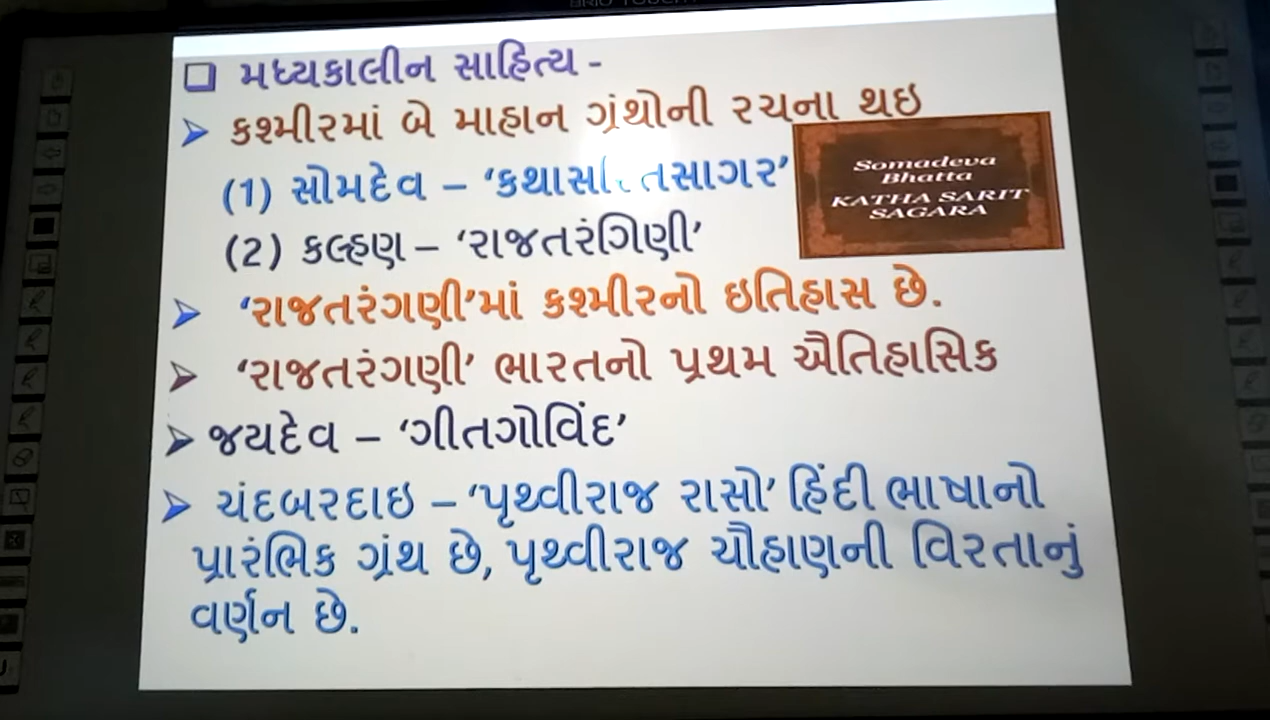 BRIO TOUCH
❑ મધ્યકાલીન સાહિત્ય -
➢ કશ્મીરમાં બે માહાન ગ્રંથોની રચના થઇ
(1) સોમદેવ – ‘કથાસરિતસાગર’
Somadeva
Bhatta
KATHA SARIT
SAGARA
(2) કલ્હણ – ‘રાજતરંગિણી’
➢ ‘રાજતરંગણી’માં કશ્મીરનો ઇતિહાસ છે.
➢ ‘રાજતરંગણી’ ભારતનો પ્રથમ ઐતિહાસિક
➢ જયદેવ – ‘ગીતગોવિંદ’
➢ ચંદબરદાઇ – ‘પૃથ્વીરાજ રાસો’ હિંદી ભાષાનો
પ્રારંભિક ગ્રંથ છે, પૃથ્વીરાજ ચૌહાણની વિરતાનું
વર્ણન છે.